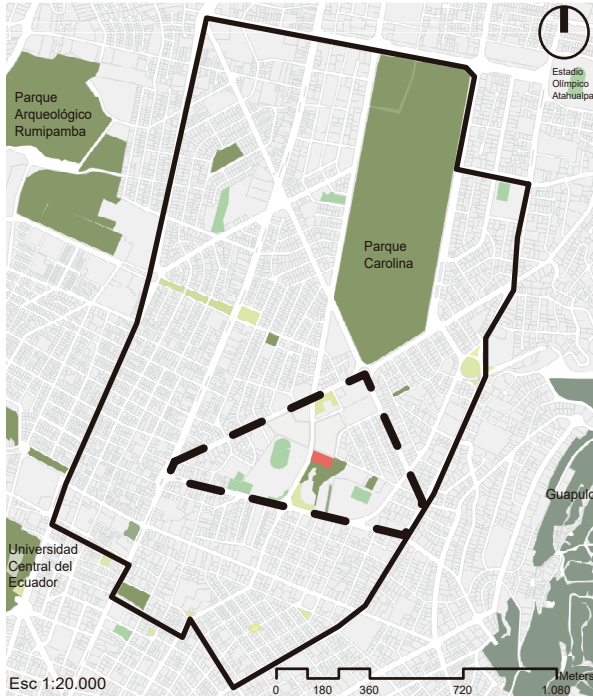 Estadio
Olímpico
Atahualpa
Parque
Arqueológico
Rumipamba
Parque
Carolina
Guapulo
Universidad
Central del
Ecuador
Esc 1:20.000
Meters
0 180 360 720 1.080